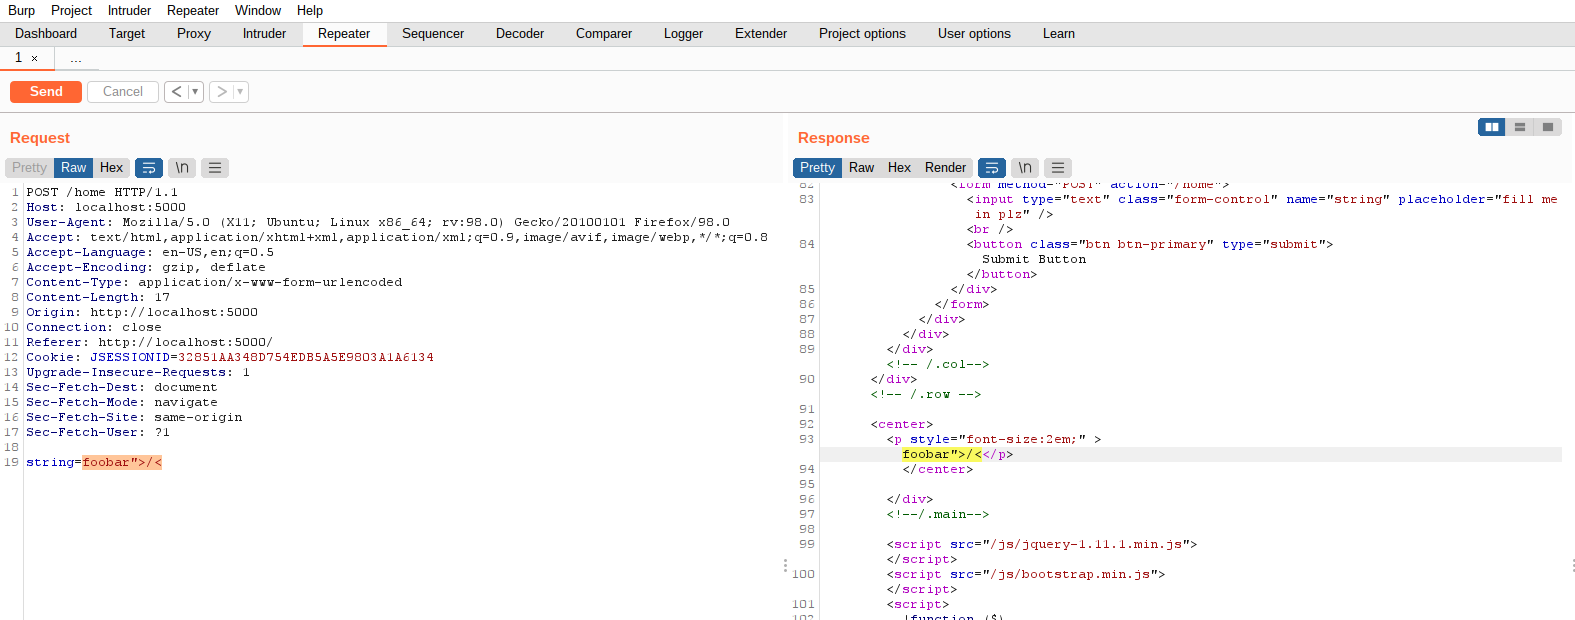 Burp Project Intruder Repeater Window Help
Dashboard Target Proxy Intruder Repeater Sequencer Decoder Comparer Logger Extender Project options User options Learn
1 × ...
Send Cancel < ▼ > ▼
Request
Pretty Raw Hex \n
1 POST /home HTTP/1.1
2 Host: localhost:5000
3 User-Agent: Mozilla/5.0 (X11; Ubuntu; Linux x86_64; rv:98.0) Gecko/20100101 Firefox/98.0
4 Accept: text/html,application/xhtml+xml,application/xml;q=0.9,image/avif,image/webp,*/*;q=0.8
5 Accept-Language: en-US,en;q=0.5
6 Accept-Encoding: gzip, deflate
7 Content-Type: application/x-www-form-urlencoded
8 Content-Length: 17
9 Origin: http://localhost:5000
10 Connection: close
11 Referer: http://localhost:5000/
12 Cookie: JSESSIONID=32851AA348D754EDB5A5E9803A1A6134
13 Upgrade-Insecure-Requests: 1
14 Sec-Fetch-Dest: document
15 Sec-Fetch-Mode: navigate
16 Sec-Fetch-Site: same-origin
17 Sec-Fetch-User: ?1
18
19 string=foobar">/<
Response
Pretty Raw Hex Render \n
82 <form method="POST" action="/home">
83 <input type="text" class="form-control" name="string" placeholder="fill me
in plz" />
<br />
84 <button class="btn btn-primary" type="submit">
Submit Button
</button>
85 </div>
86 </form>
87 </div>
88 </div>
89 </div>
<!-- /.col-->
90 </div>
<!-- /.row -->
91
92 <center>
93 <p style="font-size:2em;" >
foobar">/<</p>
94 </center>
95
96 </div>
97 <!--/.main-->
98
99 <script src="/js/jquery-1.11.1.min.js">
</script>
100 <script src="/js/bootstrap.min.js">
</script>
101 <script>
102 !function ($)